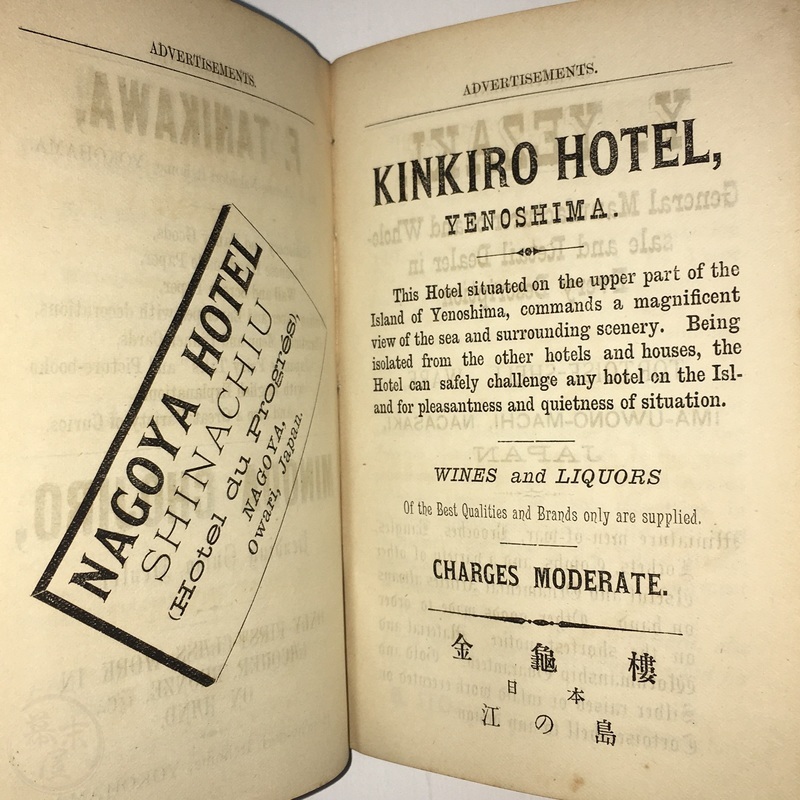 ADVERTISEMENTS.
NAGOYA HOTEL
SHINACHIU
(Hotel du Progrés),
NAGOYA,
Owari, Japan.
ADVERTISEMENTS.
KINKIRO HOTEL,
YENOSHIMA.
This Hotel situated on the upper part of the
Island of Yenoshima, commands a magnificent
view of the sea and surrounding scenery. Being
isolated from the other hotels and houses, the
Hotel can safely challenge any hotel on the Isl-
and for pleasantness and quietness of situation.
WINES and LIQUORS
Of the Best Qualities and Brands only are supplied.
CHARGES MODERATE.
金龜樓
日本
江の島